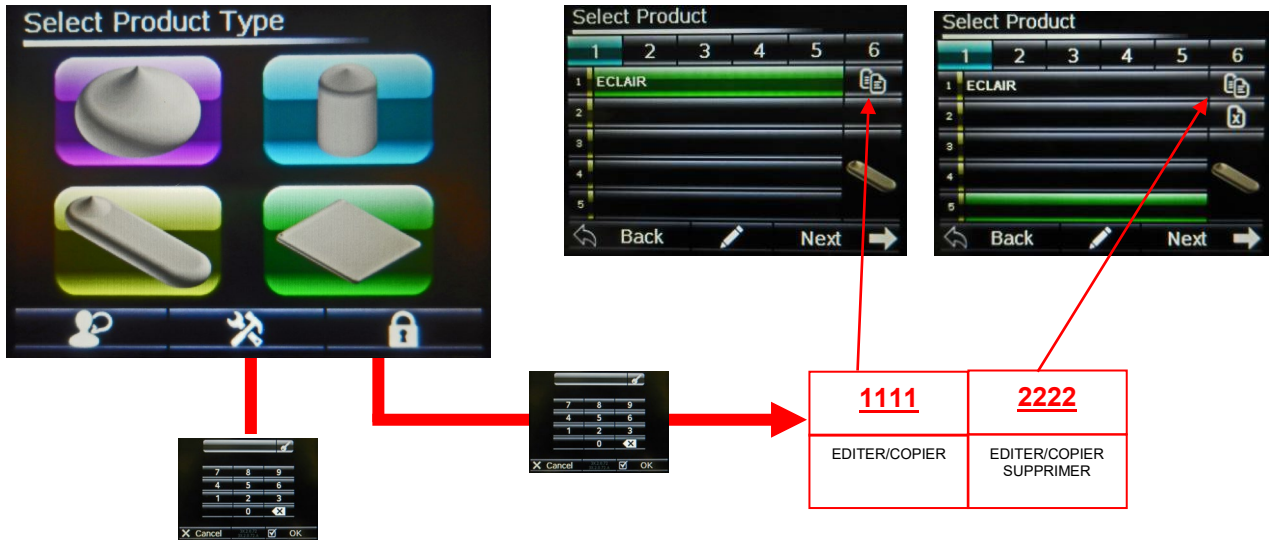 Select Product Type
Select Product
1 2 3 4 5 6
1 ECLAIR
2
3
4
5
Back Next
Select Product
1 2 3 4 5 6
1 ECLAIR
2
3
4
5
Back Next
7 8 9
4 5 6
1 2 3
0
X Cancel OK
7 8 9
4 5 6
1 2 3
0
X Cancel OK
1111
2222
EDITER/COPIER
EDITER/COPIER
SUPPRIMER